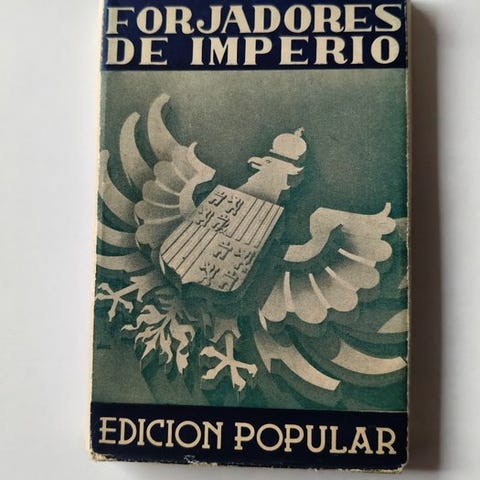 FORJADORES
DE IMPERIO
EDICION POPULAR